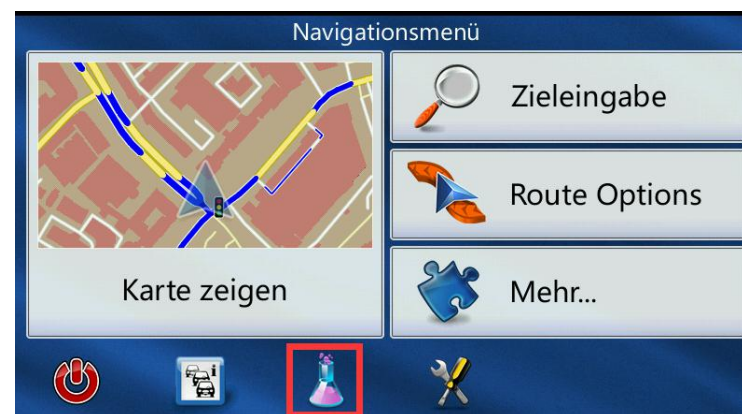 Navigationsmenü
Zieleingabe
Route Options
Karte zeigen
Mehr...